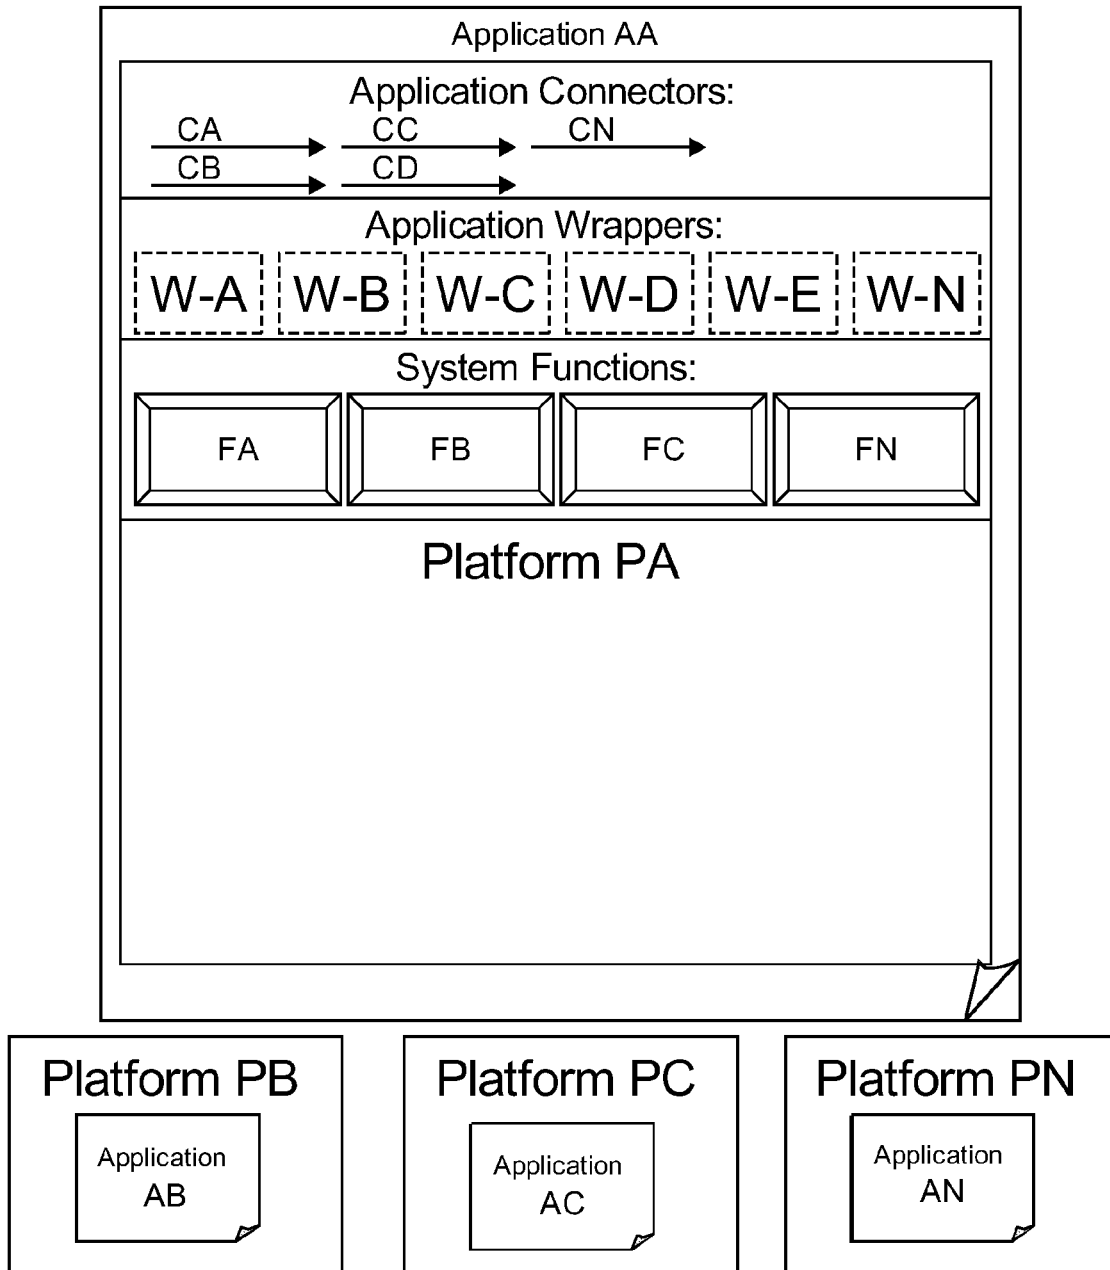 Application AA
Application Connectors:
CA CC CN
CB CD
Application Wrappers:
W-A W-B W-C W-D W-E W-N
System Functions:
FA FB FC FN
Platform PA
Platform PB Platform PC Platform PN
Application
AB
Application
AC
Application
AN